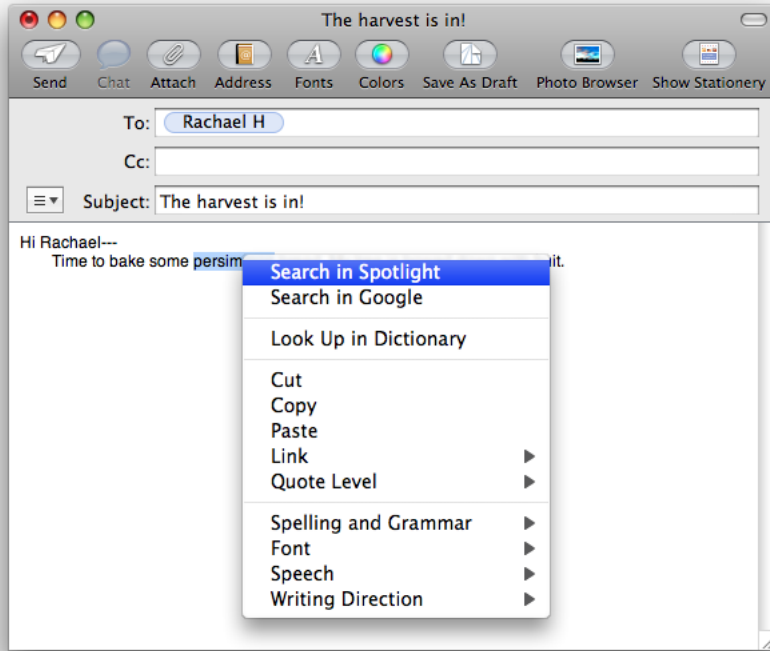 The harvest is in!
Send Chat Attach Address Fonts Colors Save As Draft Photo Browser Show Stationery
To: Rachael H
Cc:
Subject: The harvest is in!
Hi Rachael---
Time to bake some
Search in Spotlight
Search in Google
Look Up in Dictionary
Cut
Copy
Paste
Link
Quote Level
Spelling and Grammar
Font
Speech
Writing Direction